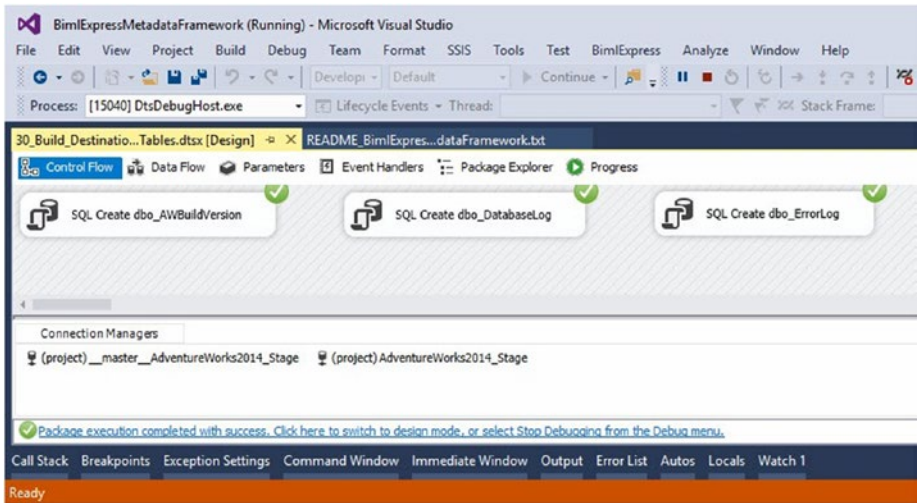 BimlExpressMetadataFramework (Running) - Microsoft Visual Studio
File Edit View Project Build Debug Team Format SSIS Tools Test BimlExpress Analyze Window Help
Developı Default Continue
Process: [15040] DtsDebugHost.exe Lifecycle Events Thread: Stack Frame:
30_Build_Destinatio...Tables.dtsx [Design] README_BimlExpres...dataFramework.txt
Control Flow Data Flow Parameters Event Handlers Package Explorer Progress
SQL Create dbo_AWBuildVersion SQL Create dbo_DatabaseLog SQL Create dbo_ErrorLog
Connection Managers
(project) __master__AdventureWorks2014_Stage (project) AdventureWorks2014_Stage
Package execution completed with success. Click here to switch to design mode, or select Stop Debugging from the Debug menu.
Call Stack Breakpoints Exception Settings Command Window Immediate Window Output Error List Autos Locals Watch 1
Ready